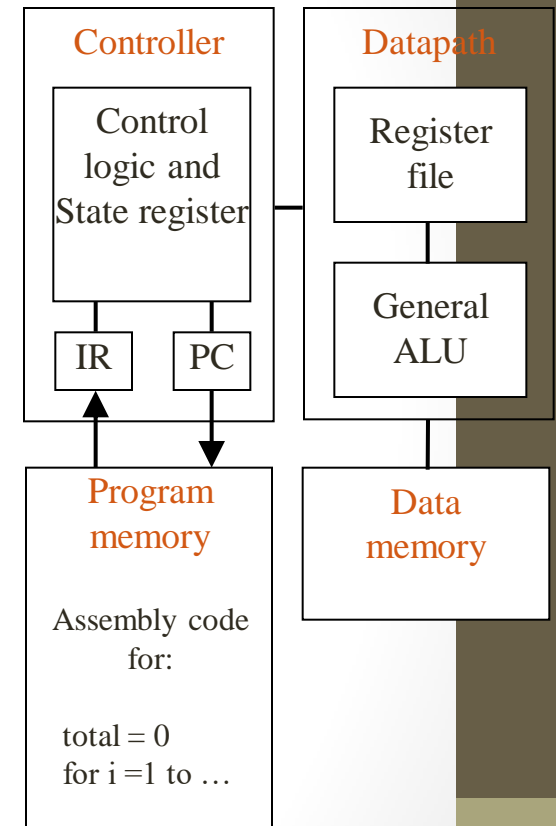 Controller
Control
logic and
State register
IR
PC
Datapath
Register
file
General
ALU
Program
memory
Assembly code
for:
total = 0
for i =1 to …
Data
memory